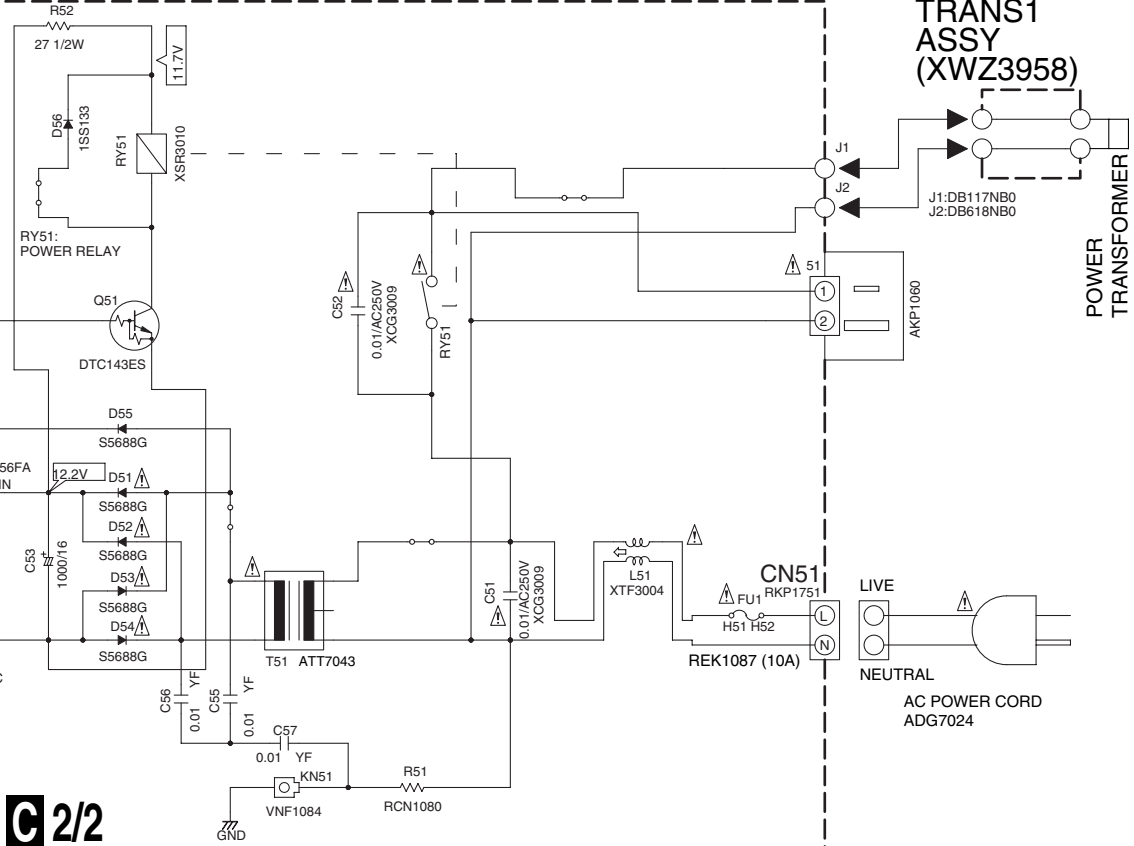 R52
27 1/2W
TRANS1
ASSY
(XWZ3958)
11.7V
D56
1SS133
RY51
XSR3010
RY51:
POWER RELAY
J1
J2
J1:DB117NB0
J2:DB618NB0
POWER
TRANSFORMER
Q51
DTC143ES
C52
0.01/AC250V
XCG3009
RY51
51
1
2
AKP1060
D55
S5688G
56FA
IN
12.2V
D51
S5688G
D52
S5688G
D53
S5688G
D54
S5688G
C53
+
1000/16
T51 ATT7043
C51
0.01/AC250V
XCG3009
L51
XTF3004
FU1
H51 H52
REK1087 (10A)
CN51
RKP1751
L
N
LIVE
NEUTRAL
AC POWER CORD
ADG7024
C56
0.01
YF
C55
0.01
YF
C57
0.01 YF
KN51
VNF1084
R51
RCN1080
GND
C 2/2